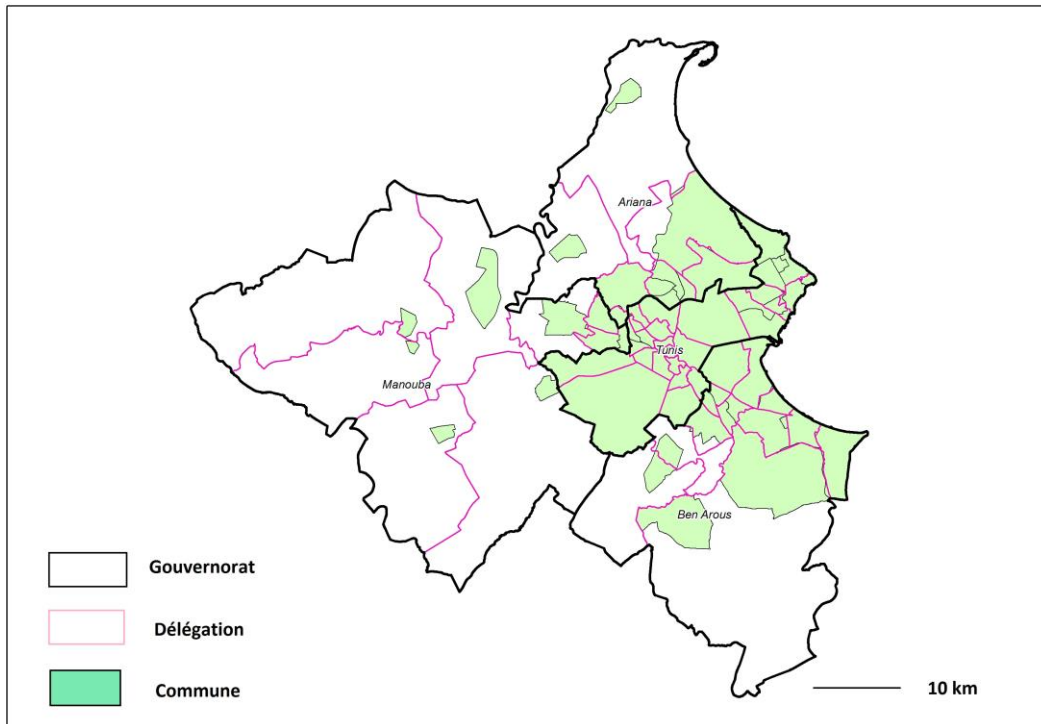 Ariana
Tunis
Manouba
Ben Arous
Gouvernorat
Délégation
Commune
10 km